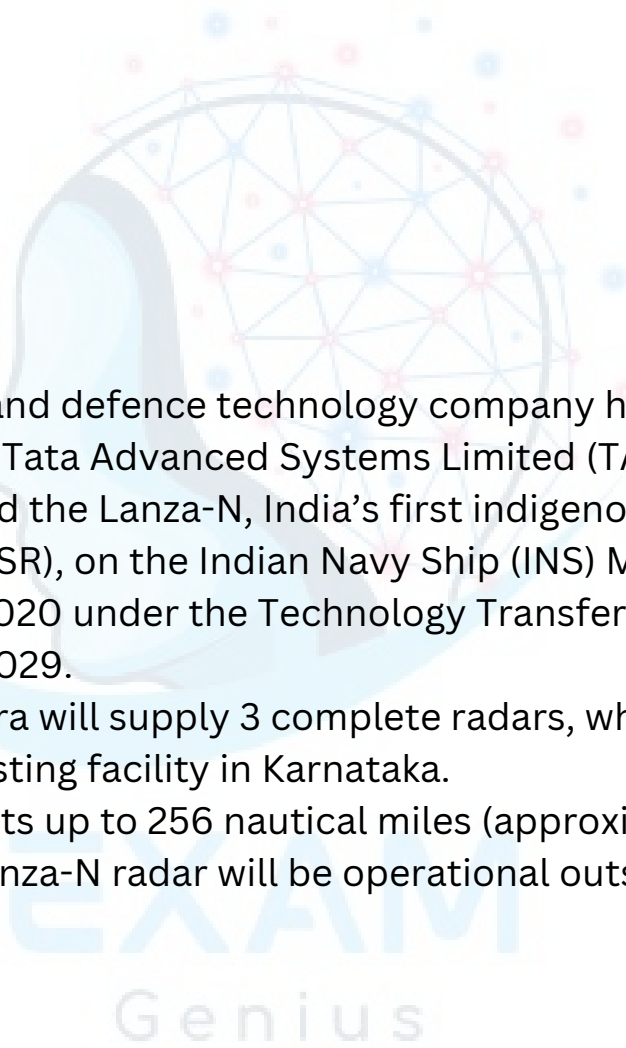 and defence technology company h
Tata Advanced Systems Limited (TA
d the Lanza-N, India’s first indigeno
SR), on the Indian Navy Ship (INS) M
020 under the Technology Transfer
029.
ra will supply 3 complete radars, wh
sting facility in Karnataka.
ts up to 256 nautical miles (approxi
nza-N radar will be operational outs
EXAM
Genius